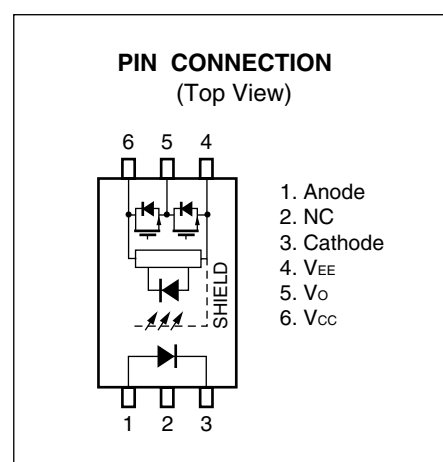 PIN CONNECTION
(Top View)
6 5 4
1. Anode
2. NC
3. Cathode
4. VEE
5. VO
6. VCC
SHIELD
1 2 3